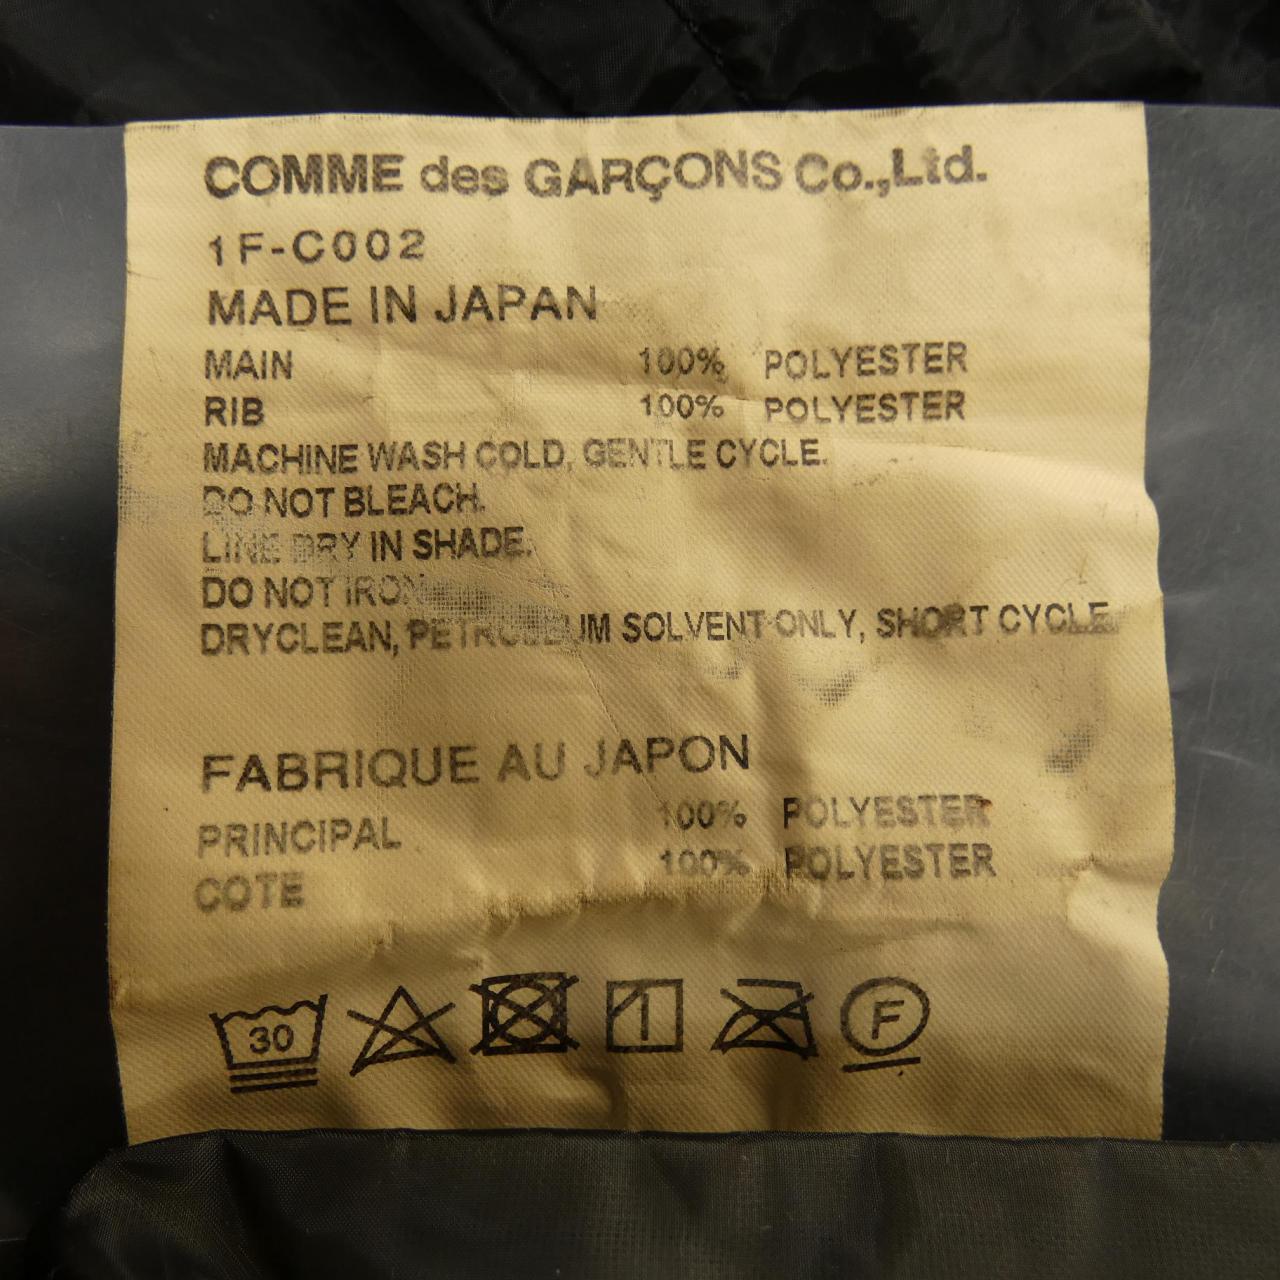 COMME des GARÇONS Co.,Ltd.
1F-C002
MADE IN JAPAN
MAIN 100% POLYESTER
RIB 100% POLYESTER
MACHINE WASH COLD, GENTLE CYCLE.
DO NOT BLEACH.
LINE DRY IN SHADE.
DO NOT IRON
DRYCLEAN, PETROLEUM SOLVENT ONLY, SHORT CYCLE.
FABRIQUE AU JAPON
PRINCIPAL 100% POLYESTER
COTE 100% POLYESTER
30 F